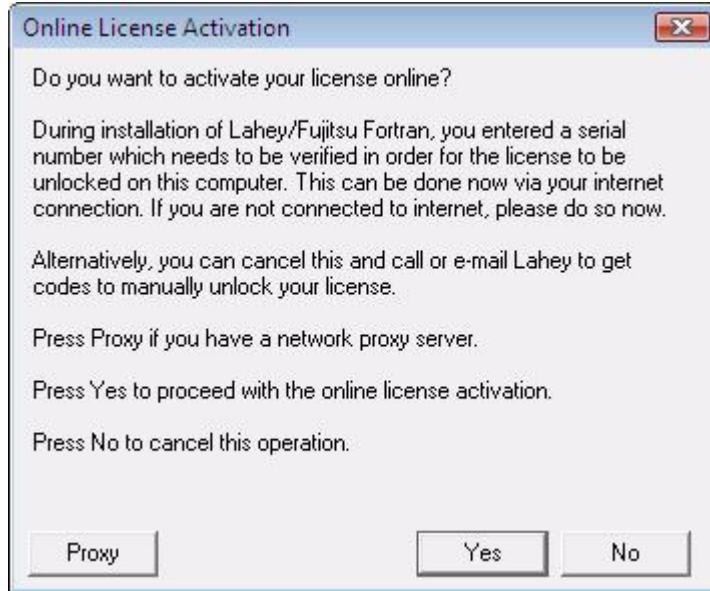 Online License Activation
Do you want to activate your license online?
During installation of Lahey/Fujitsu Fortran, you entered a serial
number which needs to be verified in order for the license to be
unlocked on this computer. This can be done now via your internet
connection. If you are not connected to internet, please do so now.
Alternatively, you can cancel this and call or e-mail Lahey to get
codes to manually unlock your license.
Press Proxy if you have a network proxy server.
Press Yes to proceed with the online license activation.
Press No to cancel this operation.
Proxy
Yes
No